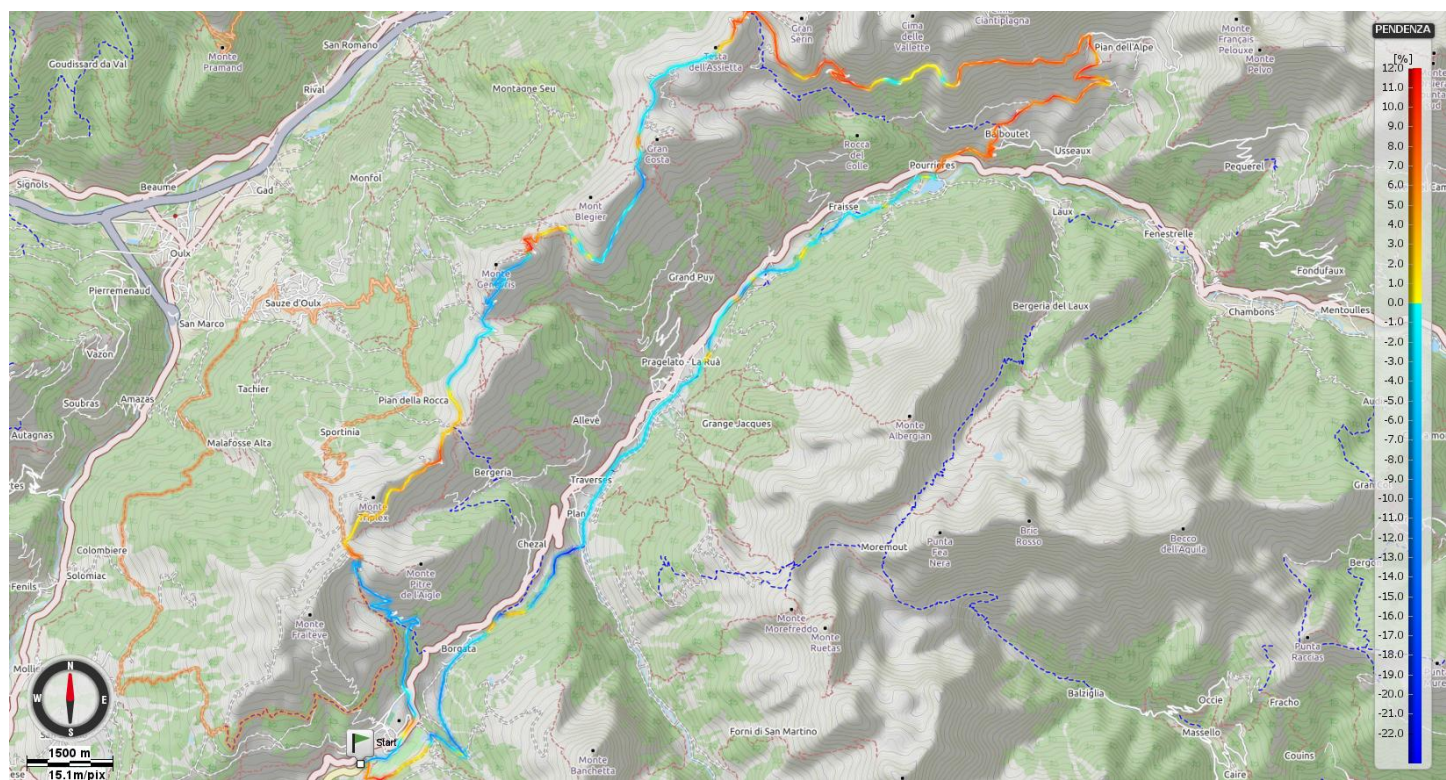 Goudissard da Val
Monte
Pramand
San Romano
Rival
Montagne Seu
Testa
dell'Assietta
Gran
Serin
Cima
delle
Vallette
Cima
Ciantiplagna
Pian dell'Alpe
Monte
Français
Pelouxe
Monte
Pelvo
PENDENZA
[%]
12.0
11.0
10.0
9.0
8.0
7.0
6.0
5.0
4.0
3.0
2.0
1.0
0.0
-1.0
-2.0
-3.0
-4.0
-5.0
-6.0
-7.0
-8.0
-9.0
-10.0
-11.0
-12.0
-13.0
-14.0
-15.0
-16.0
-17.0
-18.0
-19.0
-20.0
-21.0
-22.0
Signols
Beaume
Gad
Monfol
Oulx
Gran
Costa
Mont
Blegier
Rocca
del Colle
Balboutet
Usseaux
Pourrieres
Pequerel
Fraisse
Laux
Fenestrelle
Fondufaux
Chambons
Mentoulles
Pierremenaud
San Marco
Sauze d'Oulx
Monte
Genevris
Grand Puy
Bergeria del Laux
Vazon
Soubras
Amazas
Autagnas
Tachier
Malafosse Alta
Sportinia
Pian della Rocca
Pragelato - La Ruà
Allevé
Grange Jacques
Monte
Albergian
Bergeria
Traverses
Plan
Chezal
Mont
Triplex
Colombiere
Solomiac
Fenils
Monte
Pitre
de l'Aigle
Monte
Fraiteve
Borgata
Moremout
Punta
Fea
Nera
Bric
Rosso
Becco
dell'Aquila
Monte
Morefreddo
Monte
Ruetas
Punta
Raccias
Balziglia
Occie
Fracho
Massello
Couins
Caire
Forni di San Martino
Monte
Banchetta
Start
N
W
E
S
1500 m
15.1m/pix